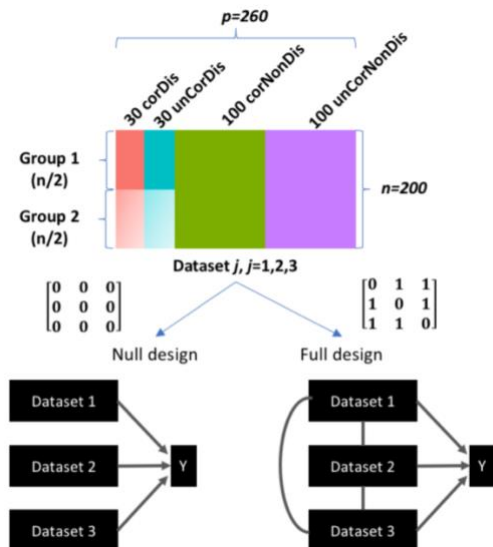 p=260
30 corDis
30 unCorDis
100 corNonDis
100 unCorNonDis
Group 1
(n/2)
Group 2
(n/2)
n=200
Dataset j, j=1,2,3
[0 0 0
0 0 0
0 0 0]
[0 1 1
1 0 1
1 1 0]
Null design
Full design
Dataset 1
Dataset 2
Dataset 3
Y
Dataset 1
Dataset 2
Dataset 3
Y